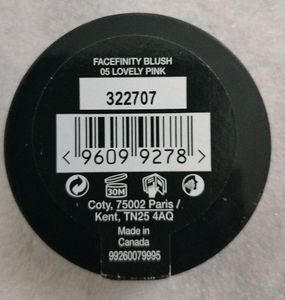 FACEFINITY BLUSH
05 LOVELY PINK
322707
< 9609 9278 >
30M
Coty, 75002 Paris /
Kent, TN25 4AQ
Made in
Canada
99260079995